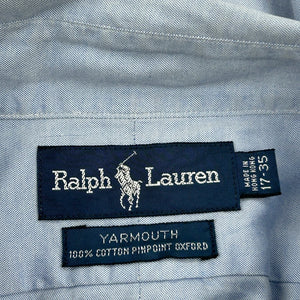 Ralph Lauren
MADE IN
HONG KONG
17-35
YARMOUTH
100% COTTON PINPOINT OXFORD